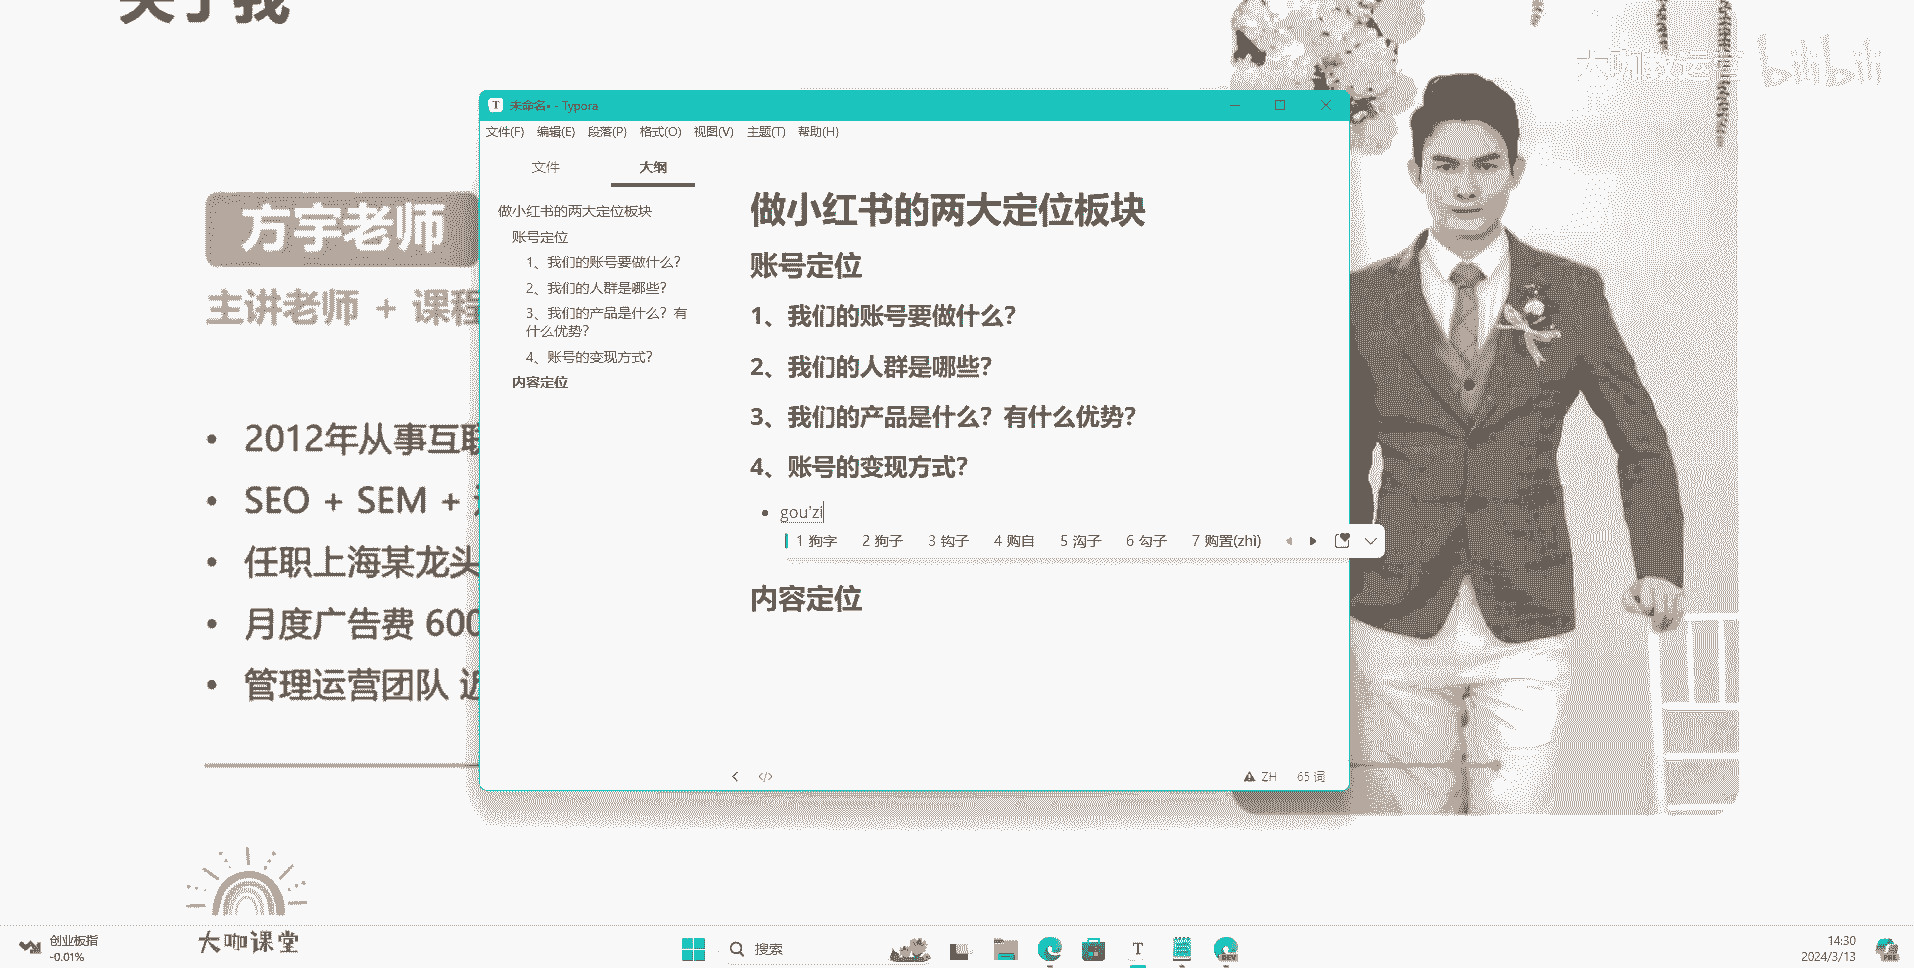 关于我
bilibili
未命名• - Typora
文件(F) 编辑(E) 段落(P) 格式(O) 视图(V) 主题(T) 帮助(H)
文件 大纲
做小红书的两大定位板块
账号定位
1、我们的账号要做什么？
2、我们的人群是哪些？
3、我们的产品是什么？有
什么优势？
4、账号的变现方式？
内容定位
做小红书的两大定位板块
账号定位
1、我们的账号要做什么？
2、我们的人群是哪些？
3、我们的产品是什么？有什么优势？
4、账号的变现方式？
• gou'zi
1 狗字 2 狗子 3 钩子 4 购自 5 沟子 6 勾子 7 购置(zhì)
内容定位
ZH 65 词
方宇老师
主讲老师 + 课程
• 2012年从事互联
• SEO + SEM +
• 任职上海某龙头
• 月度广告费 600
• 管理运营团队 近
大咖课堂
创业板指
-0.01%
搜索
T
DEV
14:30
2024/3/13
PRE